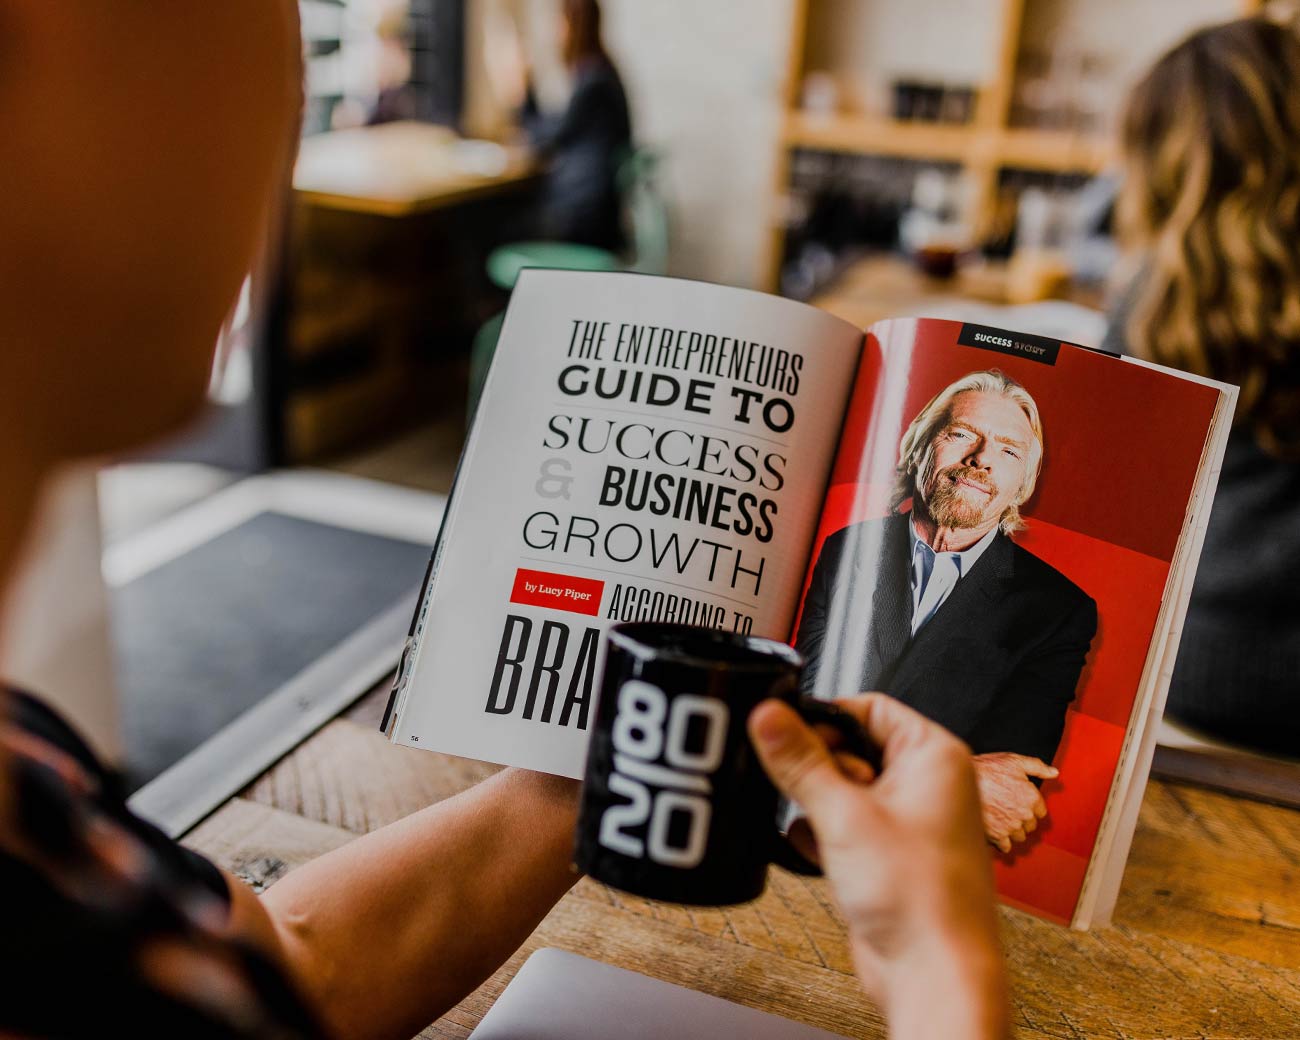 THE ENTREPRENEURS
GUIDE TO
SUCCESS
& BUSINESS
GROWTH
by Lucy Piper
ACCORDING TO
BRA
56
SUCCESS STORY
80
20